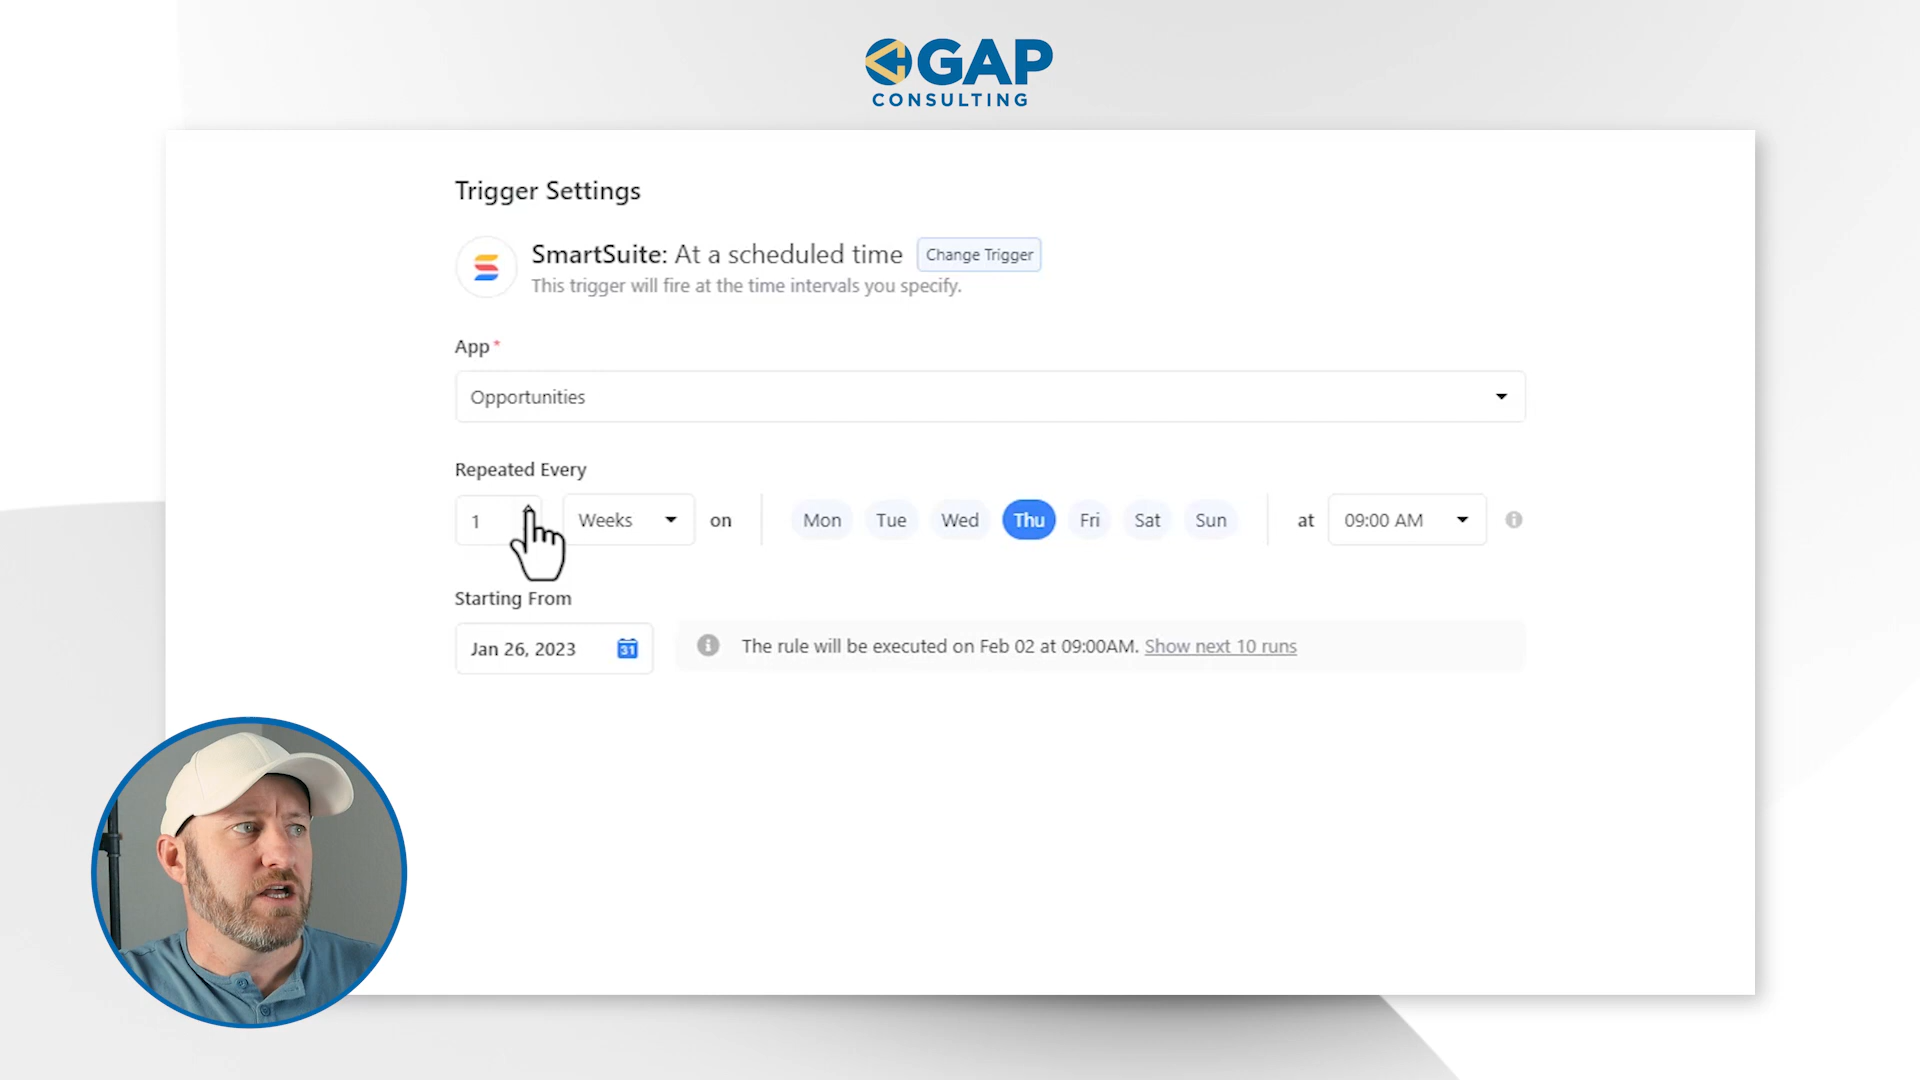 GAP
CONSULTING
Trigger Settings
SmartSuite: At a scheduled time Change Trigger
This trigger will fire at the time intervals you specify.
App *
Opportunities
Repeated Every
1 Weeks on Mon Tue Wed Thu Fri Sat Sun at 09:00 AM
Starting From
Jan 26, 2023 31 The rule will be executed on Feb 02 at 09:00AM. Show next 10 runs